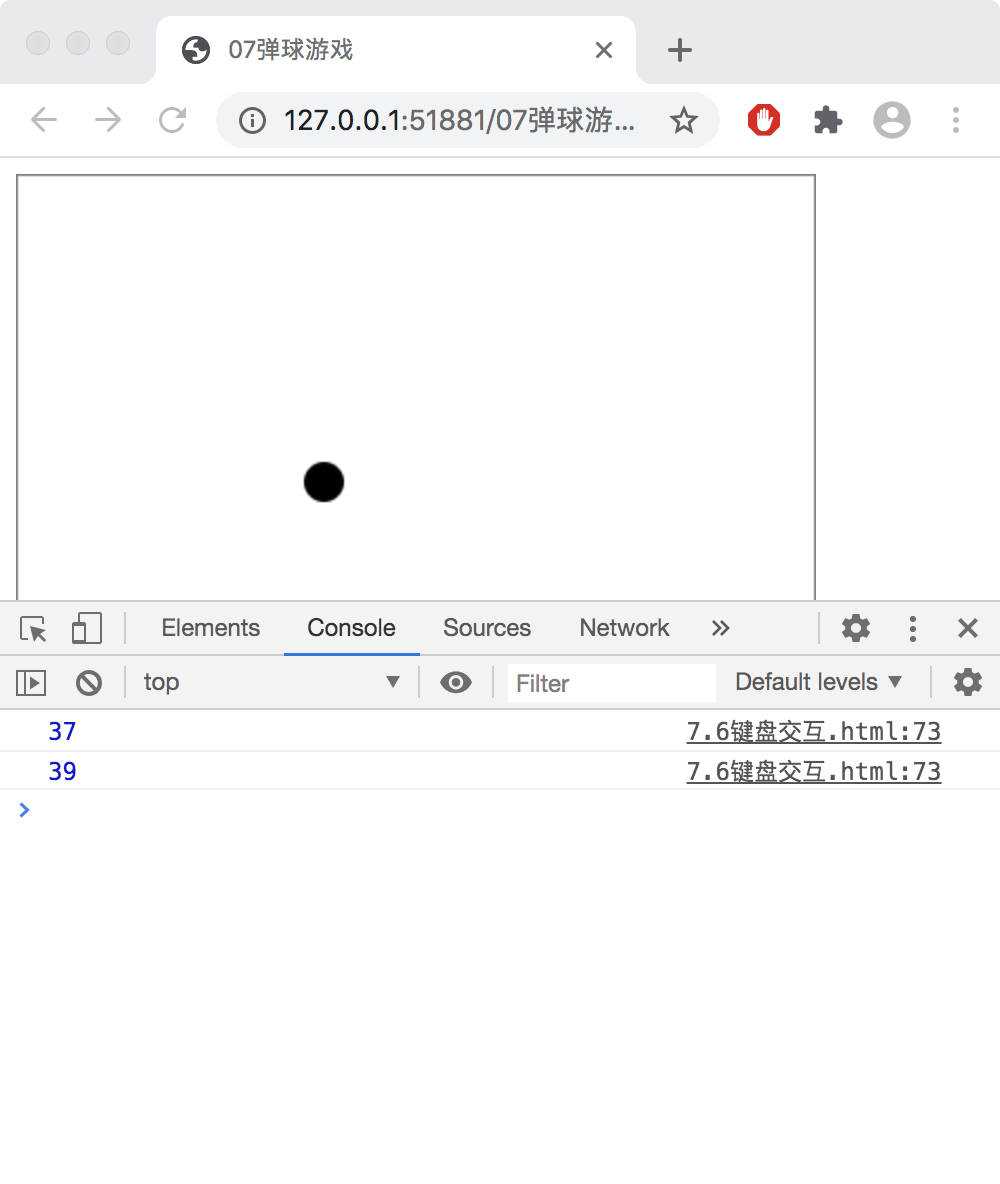 07弹球游戏
127.0.0.1:51881/07弹球游...
Elements Console Sources Network
top Filter Default levels
37 7.6键盘交互.html:73
39 7.6键盘交互.html:73